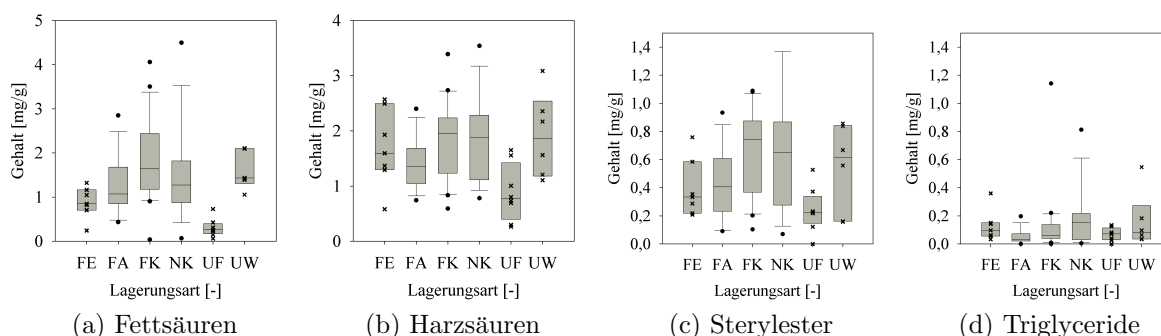 Gehalt [mg/g]
5
4
3
2
1
0
FE FA FK NK UF UW
Lagerungsart [-]
(a) Fettsäuren
Gehalt [mg/g]
4
3
2
1
0
FE FA FK NK UF UW
Lagerungsart [-]
(b) Harzsäuren
Gehalt [mg/g]
1,4
1,2
1,0
0,8
0,6
0,4
0,2
0,0
FE FA FK NK UF UW
Lagerungsart [-]
(c) Sterylester
Gehalt [mg/g]
1,4
1,2
1,0
0,8
0,6
0,4
0,2
0,0
FE FA FK NK UF UW
Lagerungsart [-]
(d) Triglyceride